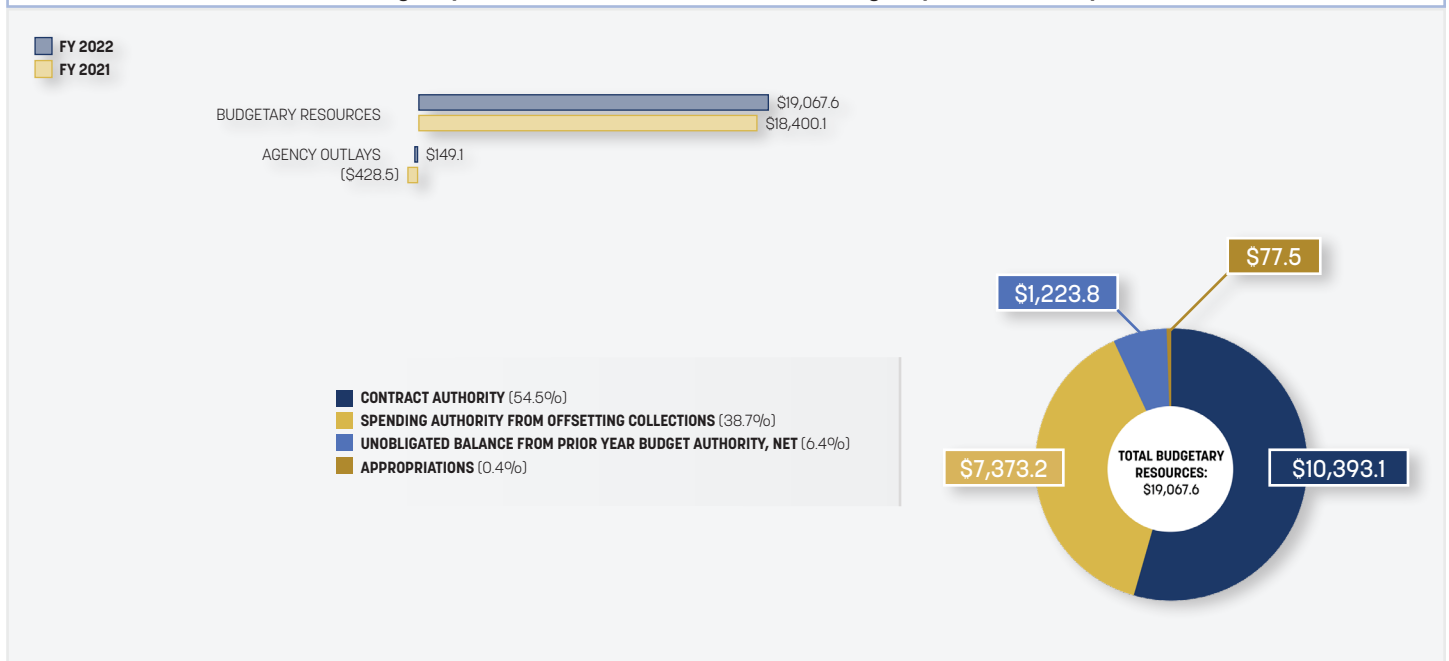 FY 2022
FY 2021
BUDGETARY RESOURCES
$19,067.6
$18,400.1
AGENCY OUTLAYS
$149.1
($428.5)
$77.5
$1,223.8
CONTRACT AUTHORITY (54.5%)
SPENDING AUTHORITY FROM OFFSETTING COLLECTIONS (38.7%)
UNOBLIGATED BALANCE FROM PRIOR YEAR BUDGET AUTHORITY, NET (6.4%)
APPROPRIATIONS (0.4%)
$7,373.2
TOTAL BUDGETARY
RESOURCES:
$19,067.6
$10,393.1